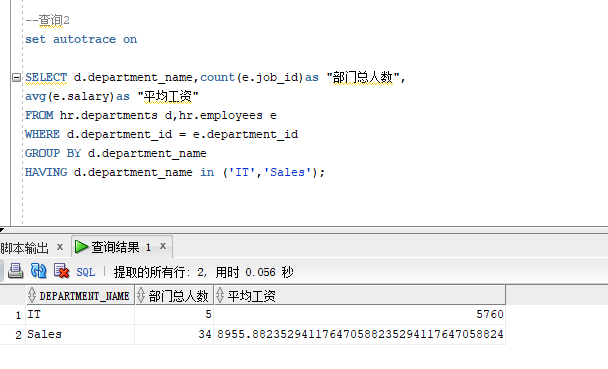 --查询2
set autotrace on
SELECT d.department_name,count(e.job_id)as "部门总人数",
avg(e.salary)as "平均工资"
FROM hr.departments d,hr.employees e
WHERE d.department_id = e.department_id
GROUP BY d.department_name
HAVING d.department_name in ('IT','Sales');
脚本输出 x 查询结果 1 x
SQL | 提取的所有行: 2, 用时 0.056 秒
DEPARTMENT_NAME 部门总人数 平均工资
1 IT 5 5760
2 Sales 34 8955.88235294117647058823529411764705882​4